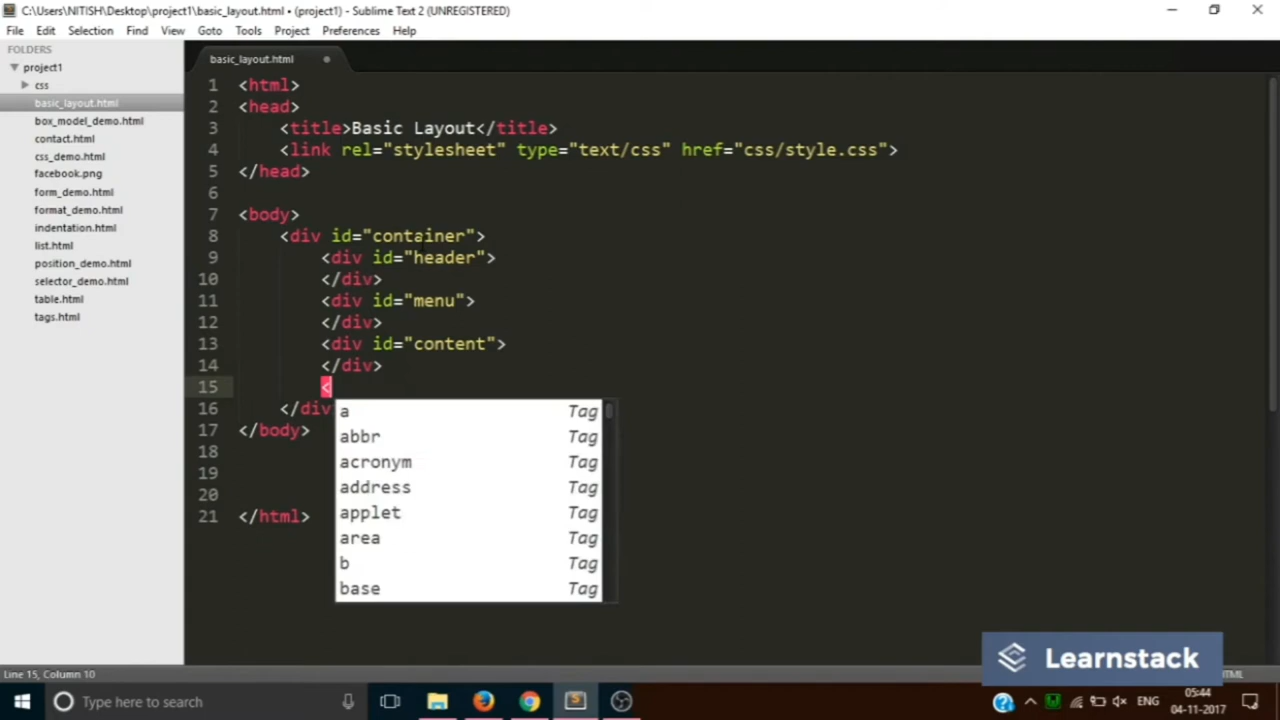 C:\Users\NITISH\Desktop\project1\basic_layout.html • (project1) - Sublime Text 2 (UNREGISTERED)
File Edit Selection Find View Goto Tools Project Preferences Help
FOLDERS
project1
css
basic_layout.html
box_model_demo.html
contact.html
css_demo.html
facebook.png
form_demo.html
format_demo.html
indentation.html
list.html
position_demo.html
selector_demo.html
table.html
tags.html
basic_layout.html
1 <html>
2 <head>
3 <title>Basic Layout</title>
4 <link rel="stylesheet" type="text/css" href="css/style.css">
5 </head>
6
7 <body>
8 <div id="container">
9 <div id="header">
10 </div>
11 <div id="menu">
12 </div>
13 <div id="content">
14 </div>
15 <
16 </div
17 </body>
18
19
20
21 </html>
a Tag
abbr Tag
acronym Tag
address Tag
applet Tag
area Tag
b Tag
base Tag
Learnstack
Line 15, Column 10
Type here to search
ENG
05:44
04-11-2017